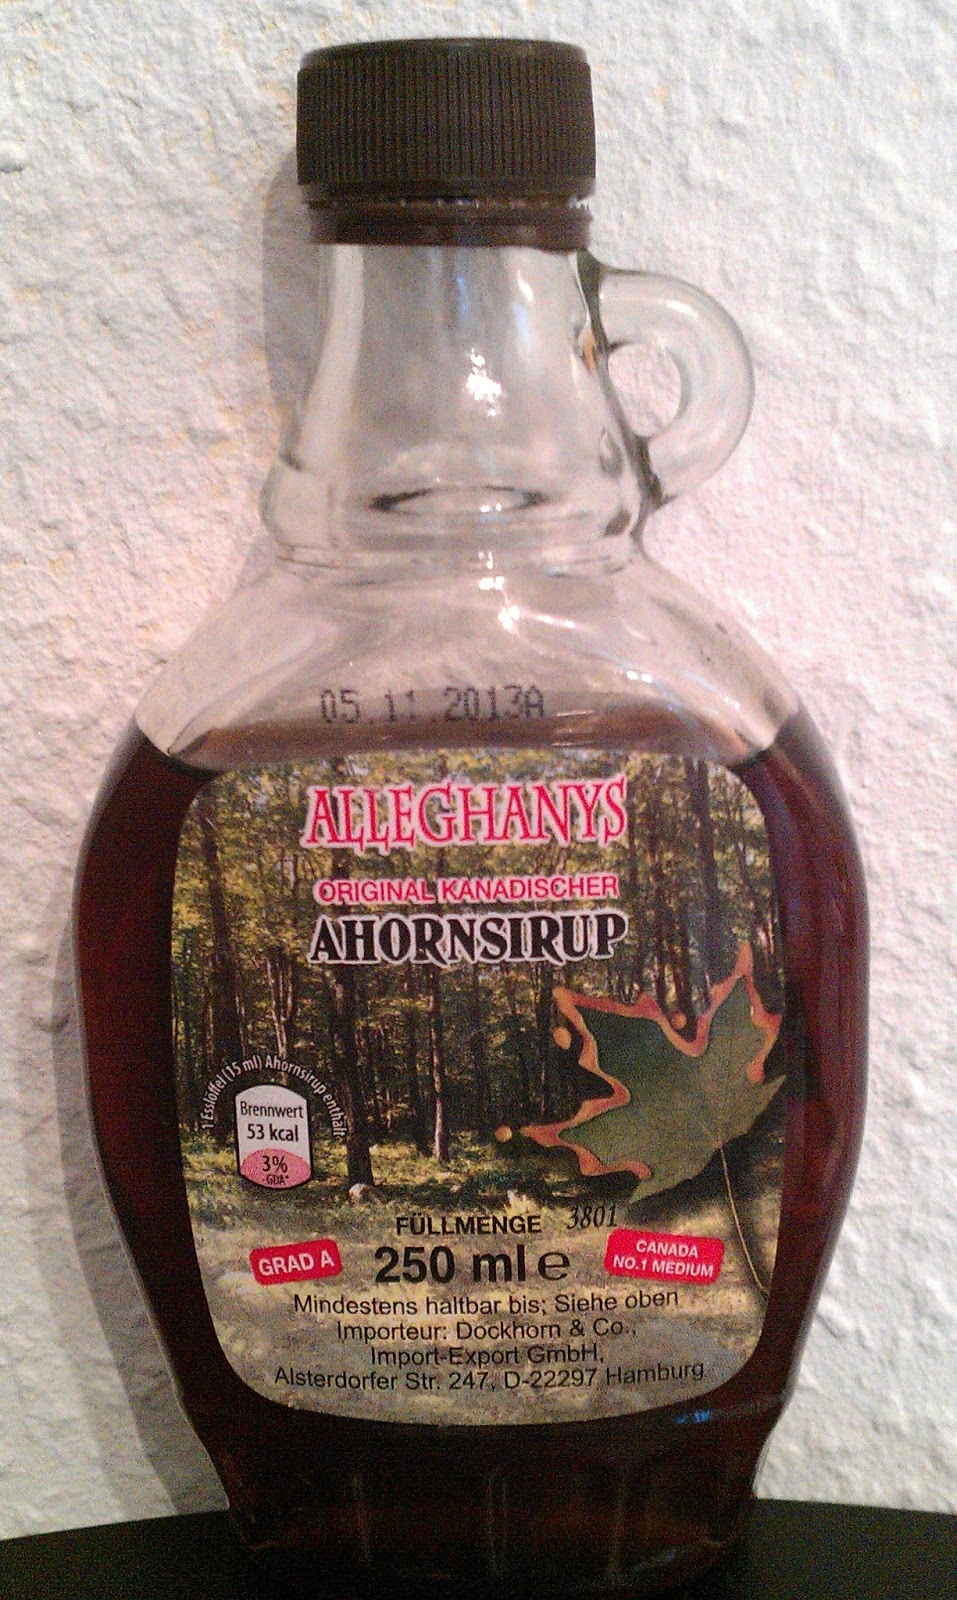 05.11.2013A
ALLEGHANYS
ORIGINAL KANADISCHER
AHORNSIRUP
1 Esslöffel (15 ml) Ahornsirup enthält:
Brennwert
53 kcal
3%
GDA*
FÜLLMENGE 3801
GRAD A
250 ml e
CANADA
NO.1 MEDIUM
Mindestens haltbar bis; Siehe oben
Importeur: Dockhorn & Co.,
Import-Export GmbH,
Alsterdorfer Str. 247, D-22297 Hamburg